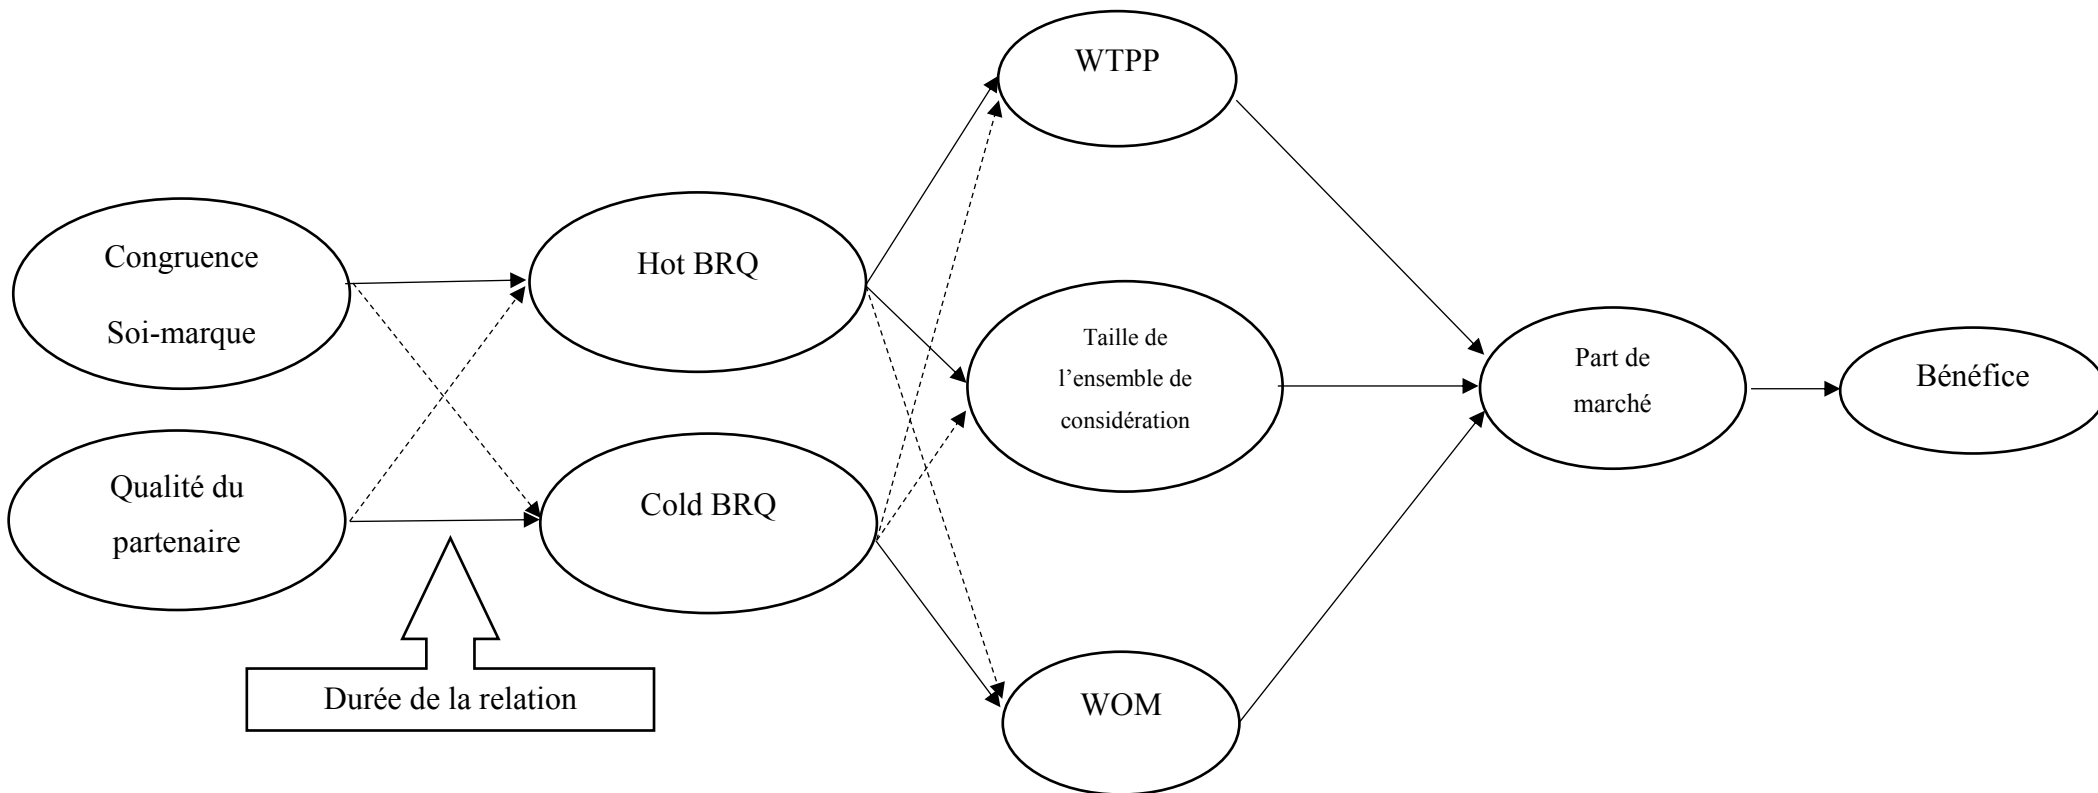 Congruence
Soi-marque
Qualité du
partenaire
Durée de la relation
Hot BRQ
Cold BRQ
WTPP
Taille de
l’ensemble de
considération
WOM
Part de
marché
Bénéfice